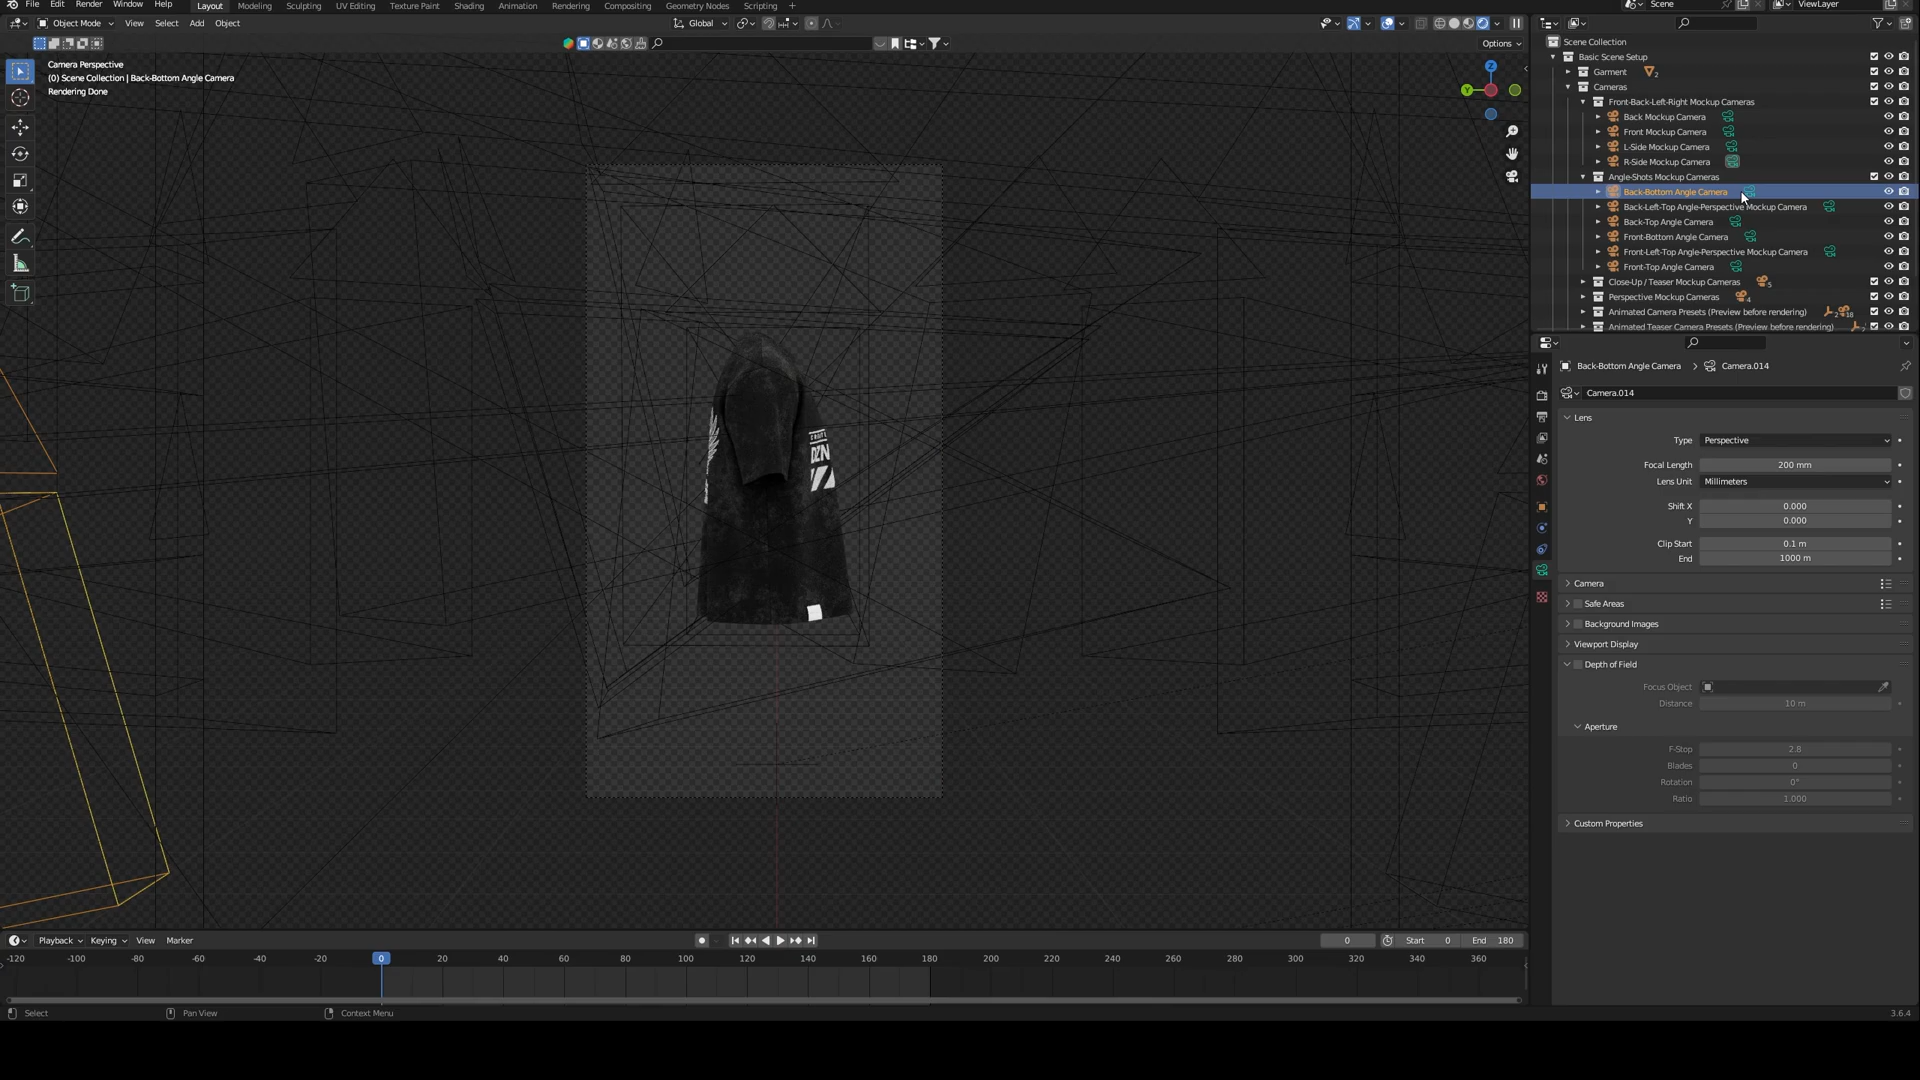 File Edit Render Window Help Layout Modeling Sculpting UV Editing Texture Paint Shading Animation Rendering Compositing Geometry Nodes Scripting + Scene ViewLayer
Object Mode View Select Add Object Global
Options
Camera Perspective
(0) Scene Collection | Back-Bottom Angle Camera
Rendering Done
Z
Y
DZN
Scene Collection
Basic Scene Setup
Garment 2
Cameras
Front-Back-Left-Right Mockup Cameras
Back Mockup Camera
Front Mockup Camera
L-Side Mockup Camera
R-Side Mockup Camera
Angle-Shots Mockup Cameras
Back-Bottom Angle Camera
Back-Left-Top Angle-Perspective Mockup Camera
Back-Top Angle Camera
Front-Bottom Angle Camera
Front-Left-Top Angle-Perspective Mockup Camera
Front-Top Angle Camera
Close-Up / Teaser Mockup Cameras 5
Perspective Mockup Cameras 4
Animated Camera Presets (Preview before rendering) 2 18
Animated Teaser Camera Presets (Preview before rendering)
Back-Bottom Angle Camera > Camera.014
Camera.014
Lens
Type Perspective
Focal Length 200 mm
Lens Unit Millimeters
Shift X 0.000
Y 0.000
Clip Start 0.1 m
End 1000 m
Camera
Safe Areas
Background Images
Viewport Display
Depth of Field
Focus Object
Distance 10 m
Aperture
F-Stop 2.8
Blades 0
Rotation 0°
Ratio 1.000
Custom Properties
Playback Keying View Marker 0 Start 0 End 180
-120 -100 -80 -60 -40 -20 0 20 40 60 80 100 120 140 160 180 200 220 240 260 280 300 320 340 360
Select Pan View Context Menu 3.6.4